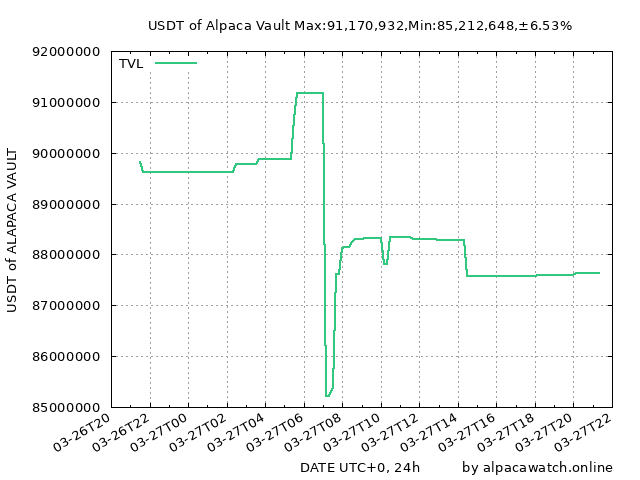 USDT of Alpaca Vault Max:91,170,932,Min:85,212,648,±6.53%
TVL
92000000
91000000
90000000
89000000
88000000
87000000
86000000
85000000
USDT of ALAPACA VAULT
03-26T20
03-26T22
03-27T00
03-27T02
03-27T04
03-27T06
03-27T08
03-27T10
03-27T12
03-27T14
03-27T16
03-27T18
03-27T20
03-27T22
DATE UTC+0, 24h
by alpacawatch.online